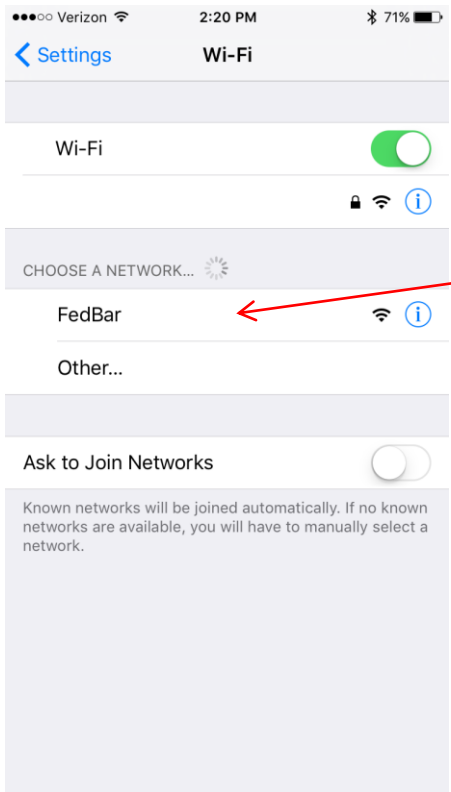 Verizon 2:20 PM 71%
Settings Wi-Fi
Wi-Fi
CHOOSE A NETWORK...
FedBar
Other...
Ask to Join Networks
Known networks will be joined automatically. If no known
networks are available, you will have to manually select a
network.